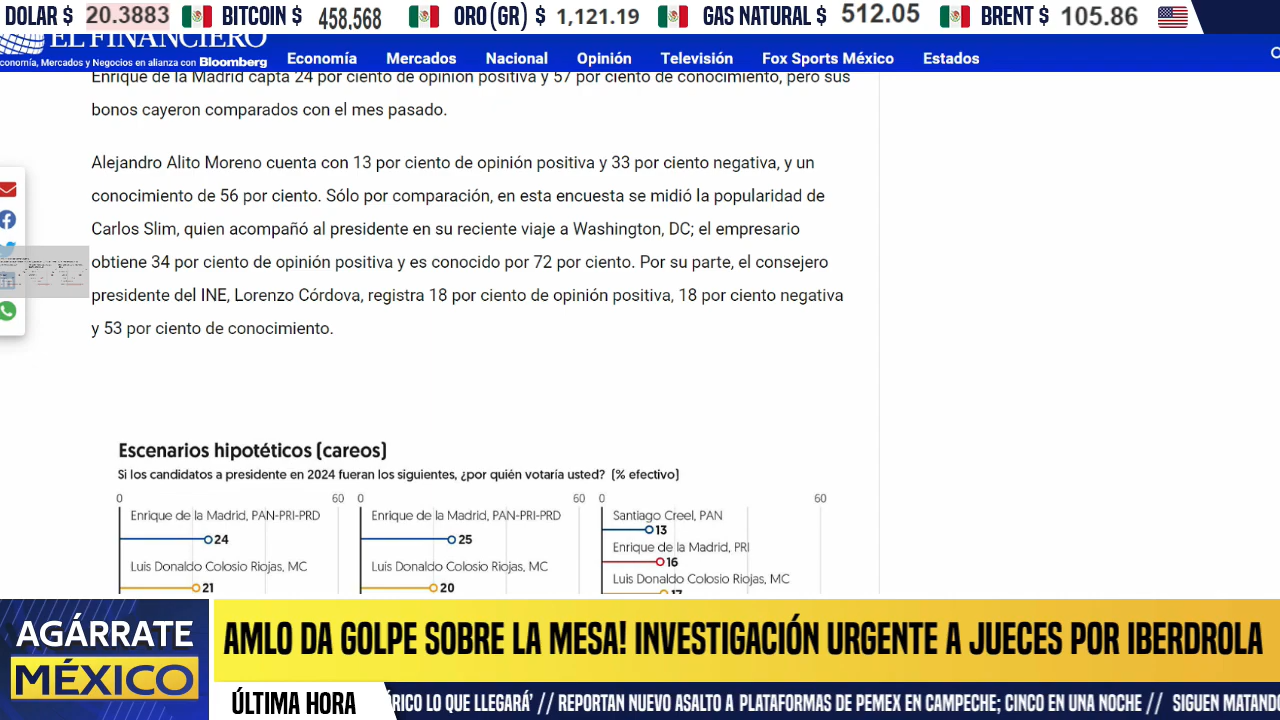 DOLAR $ 20.3883 BITCOIN $ 458,568 ORO (GR) $ 1,121.19 GAS NATURAL $ 512.05 BRENT $ 105.86
EL FINANCIERO
conomía, Mercados y Negocios en alianza con Bloomberg
Economía Mercados Nacional Opinión Televisión Fox Sports México Estados
Enrique de la Madrid capta 24 por ciento de opinión positiva y 57 por ciento de conocimiento, pero sus
bonos cayeron comparados con el mes pasado.
Alejandro Alito Moreno cuenta con 13 por ciento de opinión positiva y 33 por ciento negativa, y un
conocimiento de 56 por ciento. Sólo por comparación, en esta encuesta se midió la popularidad de
Carlos Slim, quien acompañó al presidente en su reciente viaje a Washington, DC; el empresario
obtiene 34 por ciento de opinión positiva y es conocido por 72 por ciento. Por su parte, el consejero
presidente del INE, Lorenzo Córdova, registra 18 por ciento de opinión positiva, 18 por ciento negativa
y 53 por ciento de conocimiento.
Escenarios hipotéticos (careos)
Si los candidatos a presidente en 2024 fueran los siguientes, ¿por quién votaría usted? (% efectivo)
0 60 0 60 0 60
Enrique de la Madrid, PAN-PRI-PRD
24
Luis Donaldo Colosio Riojas, MC
21
Enrique de la Madrid, PAN-PRI-PRD
25
Luis Donaldo Colosio Riojas, MC
20
Santiago Creel, PAN
13
Enrique de la Madrid, PRI
16
Luis Donaldo Colosio Riojas, MC
17
AGÁRRATE
MÉXICO
AMLO DA GOLPE SOBRE LA MESA! INVESTIGACIÓN URGENTE A JUECES POR IBERDROLA
ÚLTIMA HORA
RICO LO QUE LLEGARÁ' // REPORTAN NUEVO ASALTO A PLATAFORMAS DE PEMEX EN CAMPECHE; CINCO EN UNA NOCHE // SIGUEN MATANDO